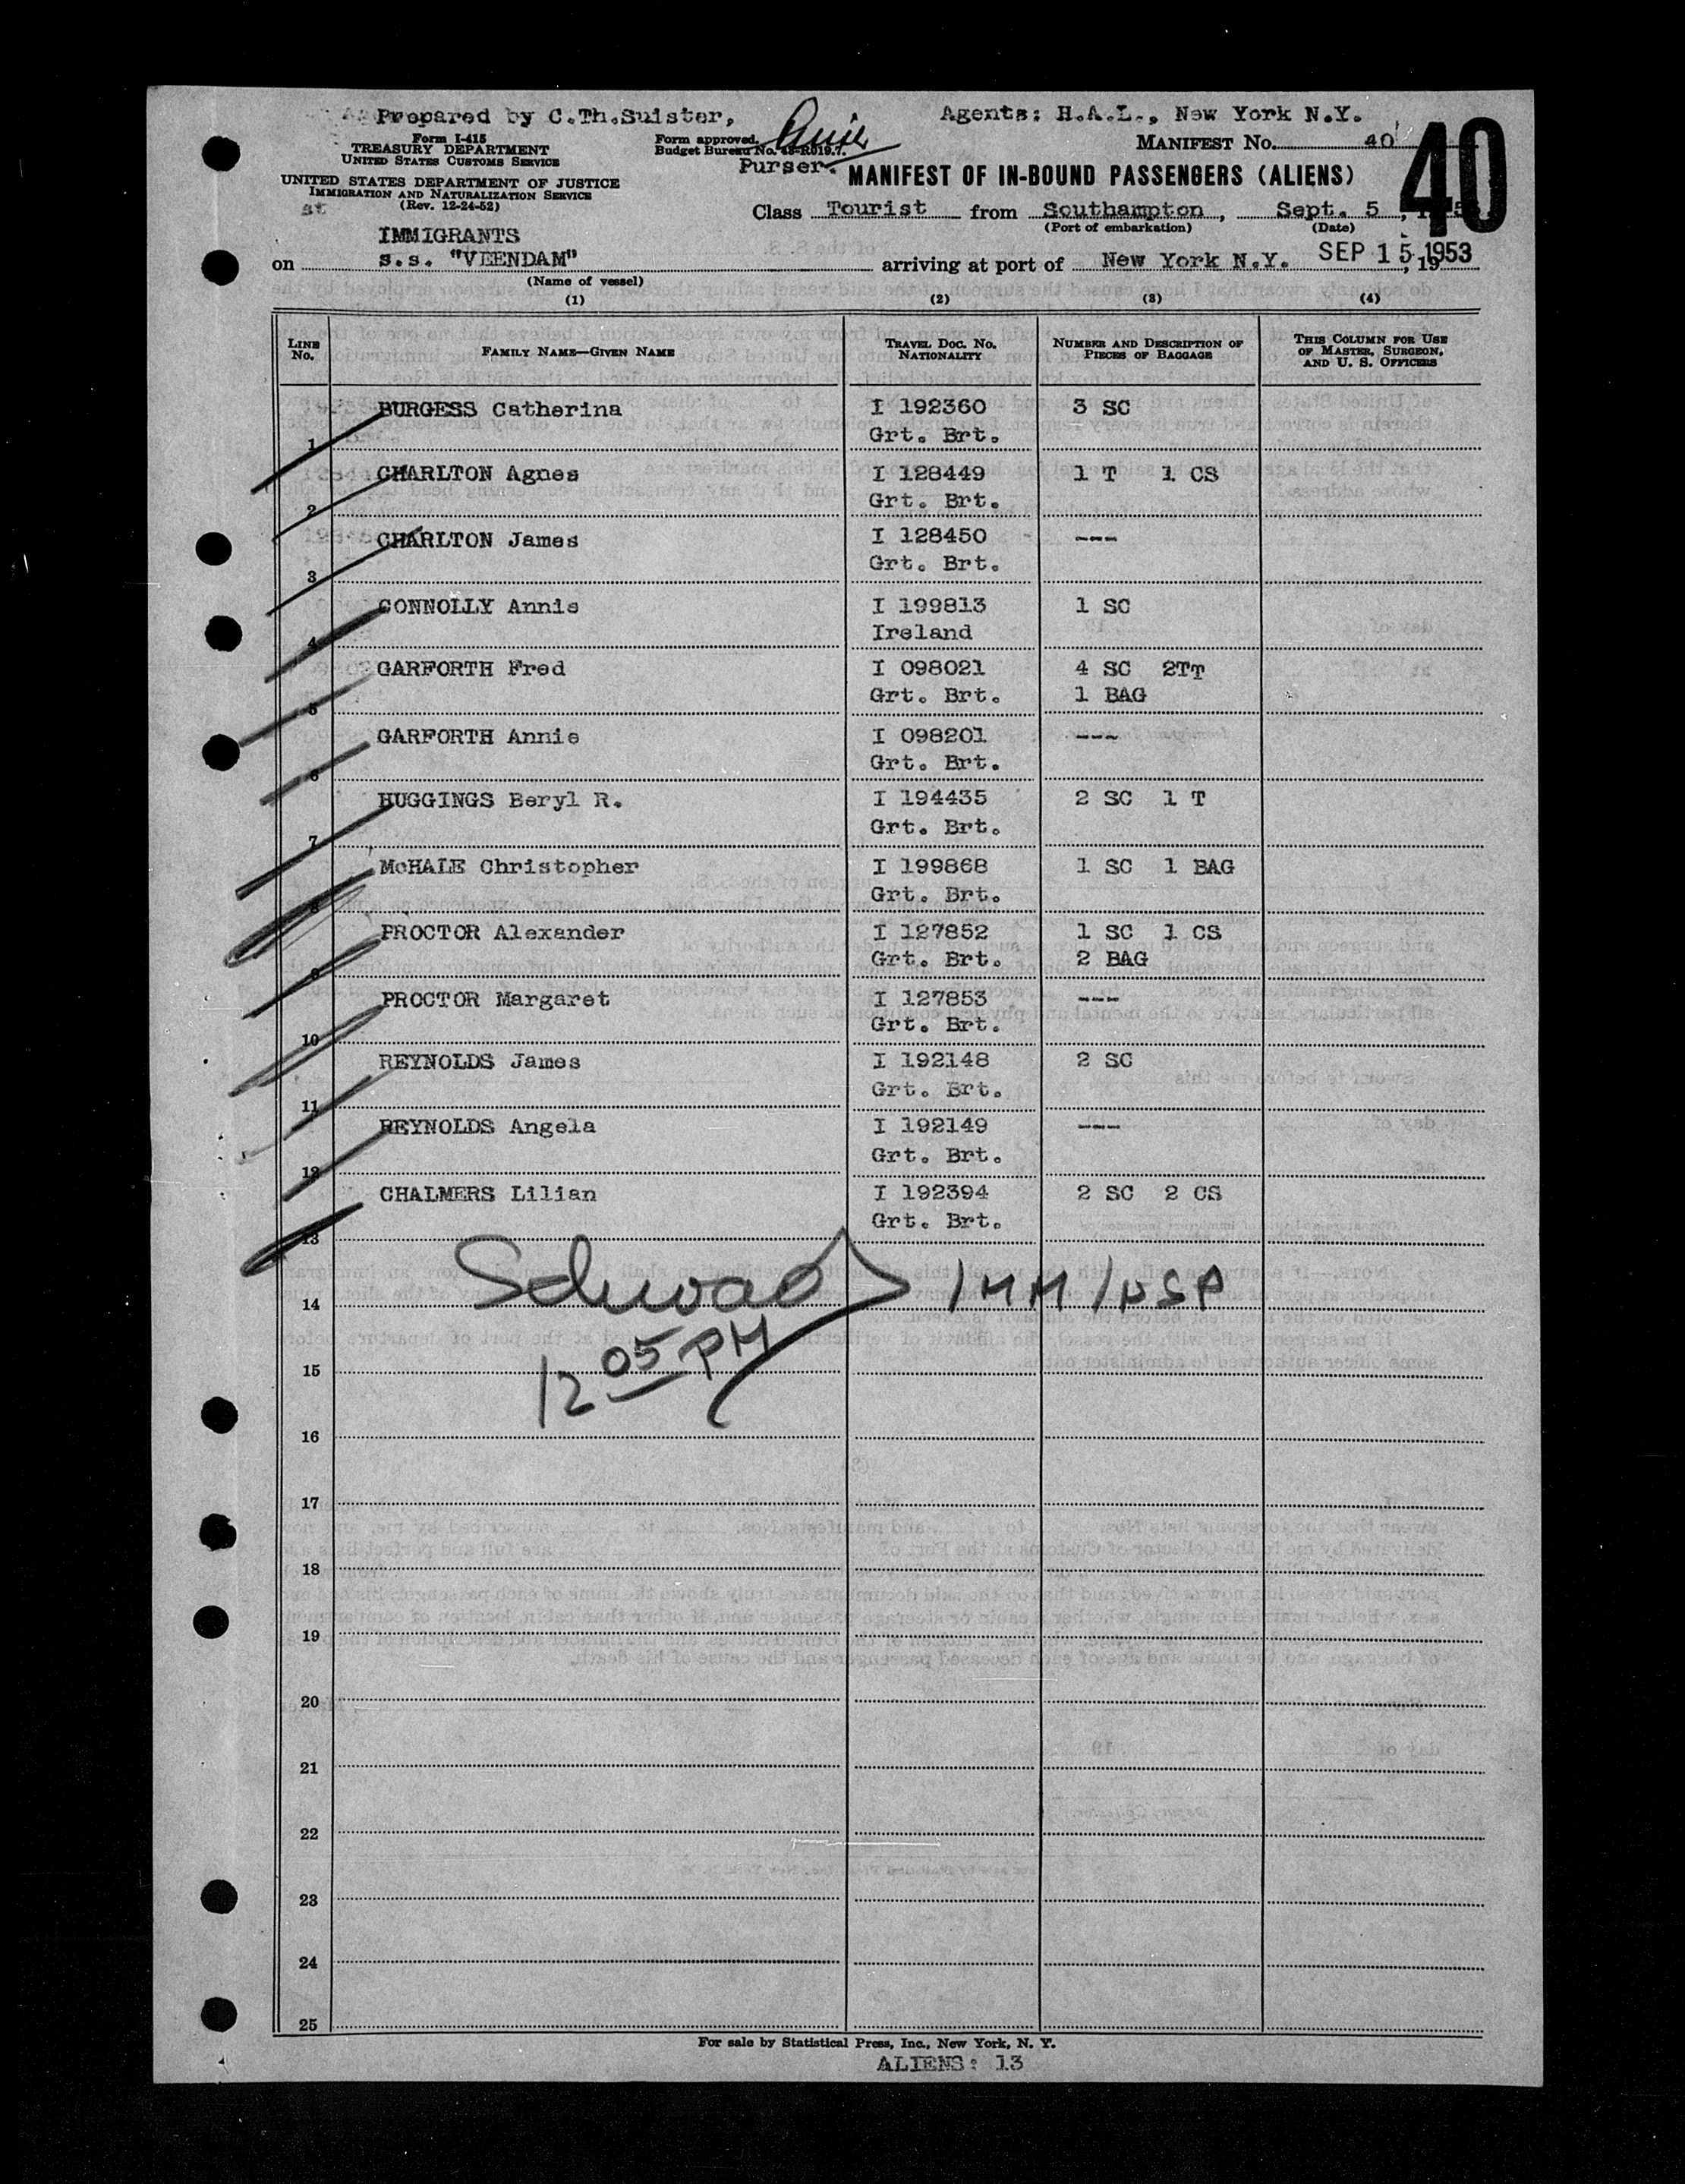 Prepared by C.Th.Suister, Agents: H.A.L., New York N.Y.
Form I-415
TREASURY DEPARTMENT
UNITED STATES CUSTOMS SERVICE
Form approved.
Budget Bureau No. 43-R019.7.
Purser.
MANIFEST No. 40
40
UNITED STATES DEPARTMENT OF JUSTICE
IMMIGRATION AND NATURALIZATION SERVICE
(Rev. 12-24-52)
MANIFEST OF IN-BOUND PASSENGERS (ALIENS)
Class Tourist from Southampton, Sept. 5,
(Port of embarkation) (Date)
IMMIGRANTS
on s.s. "VEENDAM" arriving at port of New York N.Y. SEP 15 1953, 19
(Name of vessel)
(1) (2) (3) (4)
LINE No. FAMILY NAME—GIVEN NAME TRAVEL DOC. NO. NATIONALITY NUMBER AND DESCRIPTION OF PIECES OF BAGGAGE THIS COLUMN FOR USE OF MASTER, SURGEON, AND U. S. OFFICERS
1 BURGESS Catherina I 192360 3 SC
Grt. Brt.
2 CHARLTON Agnes I 128449 1 T 1 CS
Grt. Brt.
3 CHARLTON James I 128450 ---
Grt. Brt.
4 CONNOLLY Annie I 199813 1 SC
Ireland
5 GARFORTH Fred I 098021 4 SC 2TT
Grt. Brt. 1 BAG
6 GARFORTH Annie I 098201 ---
Grt. Brt.
7 HUGGINGS Beryl R. I 194435 2 SC 1 T
Grt. Brt.
8 McHALE Christopher I 199868 1 SC 1 BAG
Grt. Brt.
9 PROCTOR Alexander I 127852 1 SC 1 CS
Grt. Brt. 2 BAG
10 PROCTOR Margaret I 127853 ---
Grt. Brt.
11 REYNOLDS James I 192148 2 SC
Grt. Brt.
12 REYNOLDS Angela I 192149 ---
Grt. Brt.
13 CHALMERS Lilian I 192394 2 SC 2 CS
Grt. Brt.
14
12 05 PM
15
16
17
18
19
20
21
22
23
24
25
For sale by Statistical Press, Inc., New York, N. Y.
ALIENS: 13